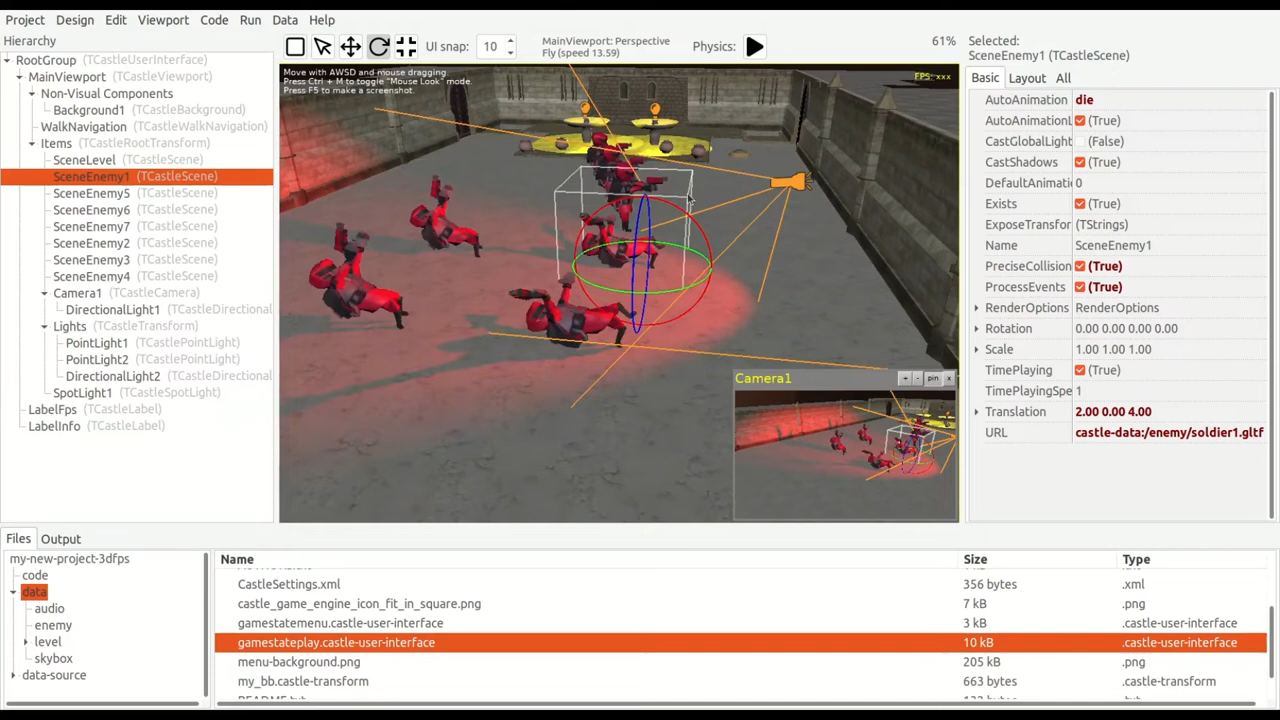 Project Design Edit Viewport Code Run Data Help
Hierarchy
RootGroup (TCastleUserInterface)
MainViewport (TCastleViewport)
Non-Visual Components
Background1 (TCastleBackground)
WalkNavigation (TCastleWalkNavigation)
Items (TCastleRootTransform)
SceneLevel (TCastleScene)
SceneEnemy1 (TCastleScene)
SceneEnemy5 (TCastleScene)
SceneEnemy6 (TCastleScene)
SceneEnemy7 (TCastleScene)
SceneEnemy2 (TCastleScene)
SceneEnemy3 (TCastleScene)
SceneEnemy4 (TCastleScene)
Camera1 (TCastleCamera)
DirectionalLight1 (TCastleDirectional
Lights (TCastleTransform)
PointLight1 (TCastlePointLight)
PointLight2 (TCastlePointLight)
DirectionalLight2 (TCastleDirectional
SpotLight1 (TCastleSpotLight)
LabelFps (TCastleLabel)
LabelInfo (TCastleLabel)
UI snap: 10
MainViewport: Perspective
Fly (speed 13.59)
Physics:
61%
Move with AWSD and mouse dragging.
Press Ctrl + M to toggle "Mouse Look" mode.
Press F5 to make a screenshot.
FPS: xxx
Camera1 + - pin x
Selected:
SceneEnemy1 (TCastleScene)
Basic Layout All
AutoAnimation die
AutoAnimationL (True)
CastGlobalLight (False)
CastShadows (True)
DefaultAnimati 0
Exists (True)
ExposeTransfor (TStrings)
Name SceneEnemy1
PreciseCollision (True)
ProcessEvents (True)
RenderOptions RenderOptions
Rotation 0.00 0.00 0.00 0.00
Scale 1.00 1.00 1.00
TimePlaying (True)
TimePlayingSpe 1
Translation 2.00 0.00 4.00
URL castle-data:/enemy/soldier1.gltf
Files Output
my-new-project-3dfps
code
data
audio
enemy
level
skybox
data-source
Name Size Type
CastleSettings.xml 356 bytes .xml
castle_game_engine_icon_fit_in_square.png 7 kB .png
gamestatemenu.castle-user-interface 3 kB .castle-user-interface
gamestateplay.castle-user-interface 10 kB .castle-user-interface
menu-background.png 205 kB .png
my_bb.castle-transform 663 bytes .castle-transform